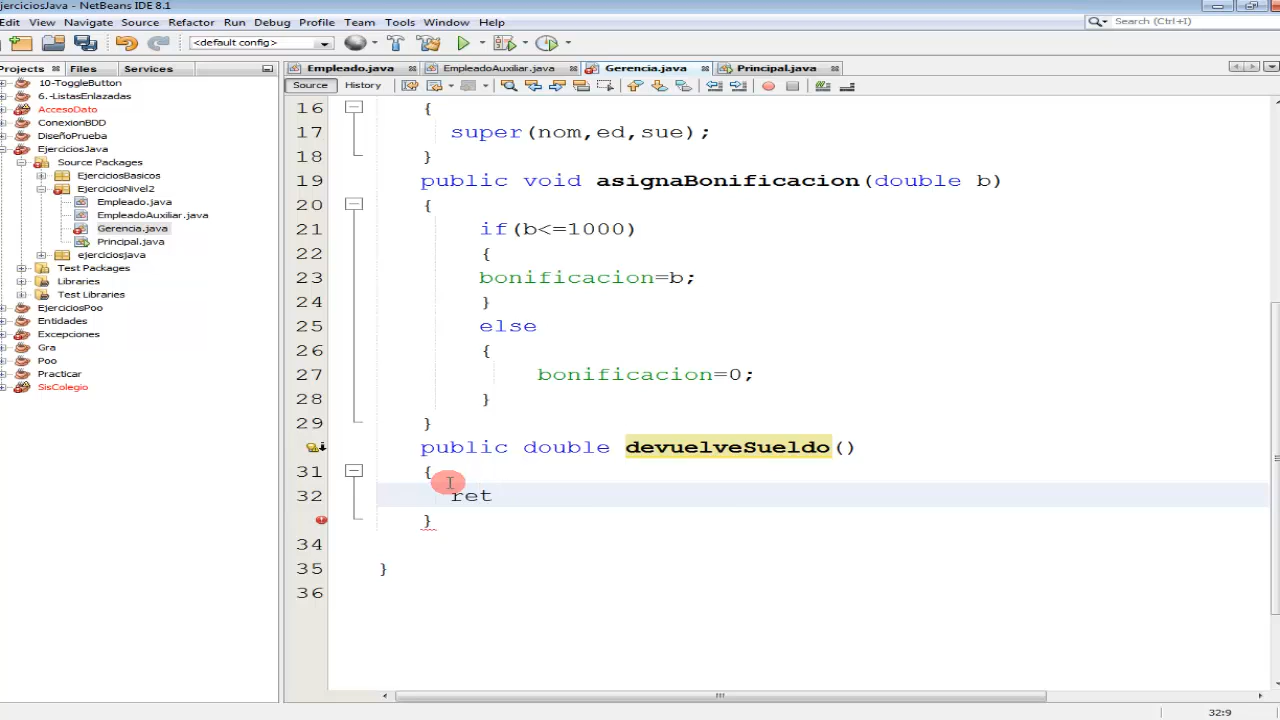 EjerciciosJava - NetBeans IDE 8.1
Edit View Navigate Source Refactor Run Debug Profile Team Tools Window Help
Search (Ctrl+I)
<default config>
Projects Files Services
Empleado.java EmpleadoAuxiliar.java Gerencia.java Principal.java
Source History
10-ToggleButton
6.-ListasEnlazadas
AccesoDato
ConexionBDD
DiseñoPrueba
EjerciciosJava
Source Packages
EjerciciosBasicos
EjerciciosNivel2
Empleado.java
EmpleadoAuxiliar.java
Gerencia.java
Principal.java
ejerciciosjava
Test Packages
Libraries
Test Libraries
EjerciciosPoo
Entidades
Excepciones
Gra
Poo
Practicar
SisColegio
16 {
17 super(nom,ed,sue);
18 }
19 public void asignaBonificacion(double b)
20 {
21 if(b<=1000)
22 {
23 bonificacion=b;
24 }
25 else
26 {
27 bonificacion=0;
28 }
29 }
public double devuelveSueldo()
31 {
32 ret
}
34
35 }
36
32:9